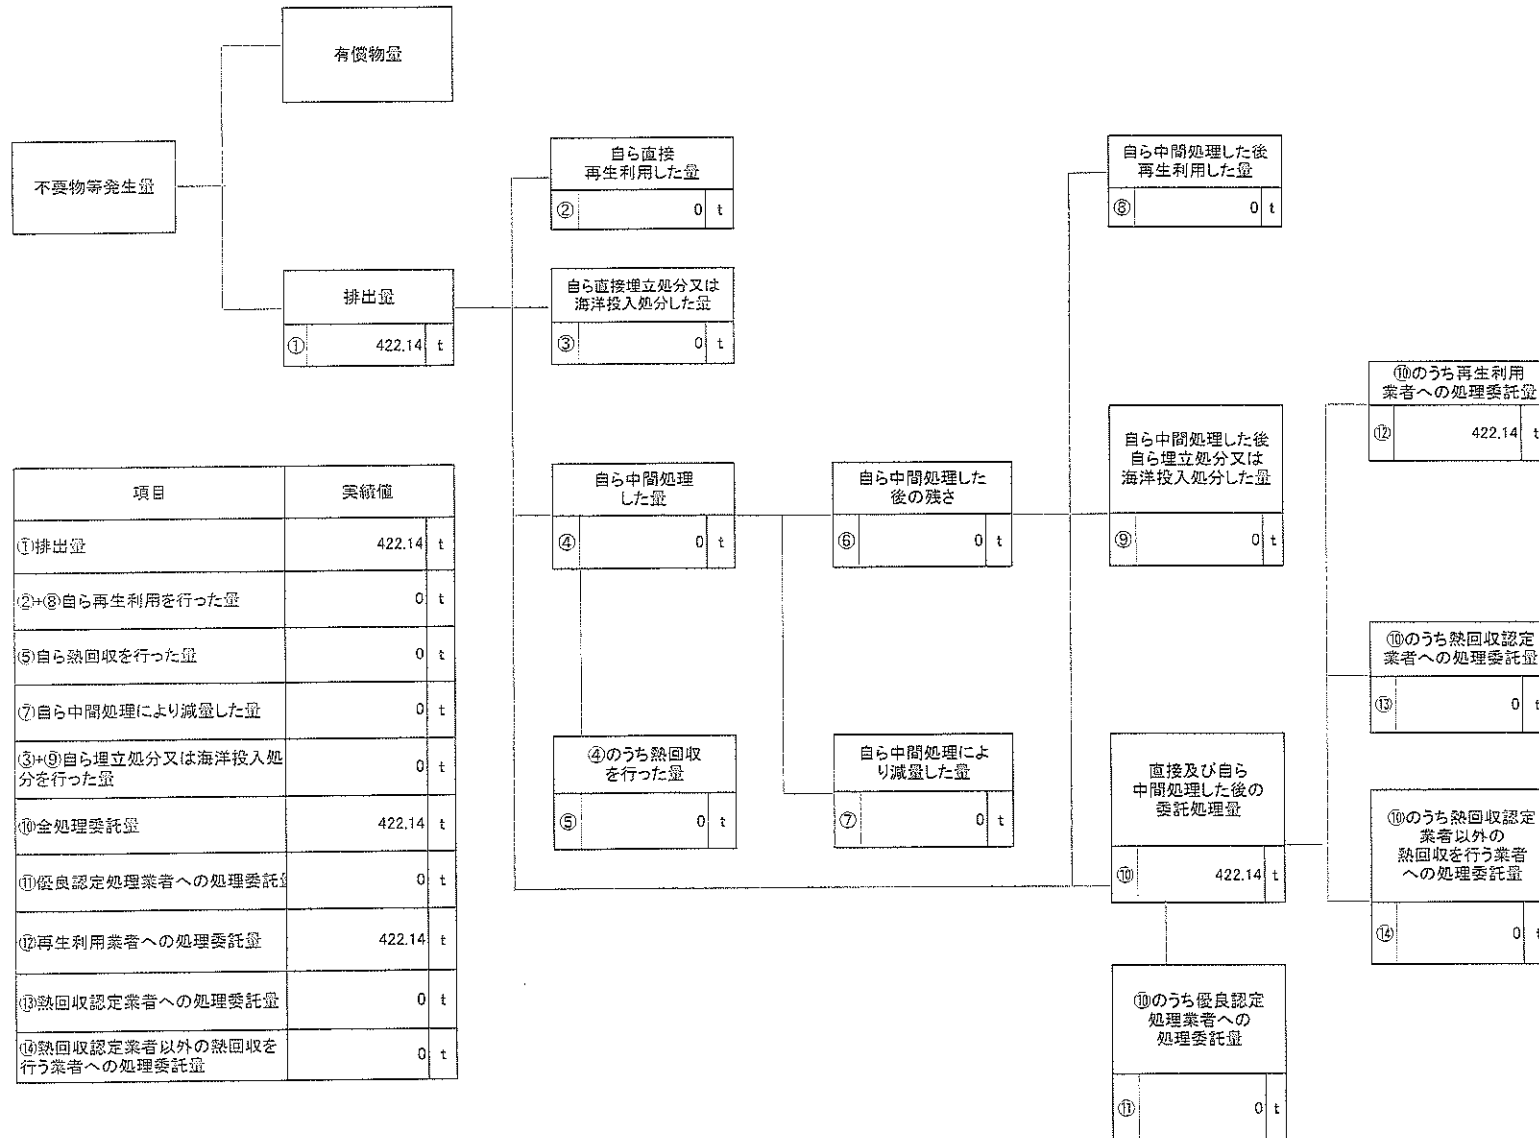 有償物量
不要物等発生量
排出量
① 422.14 t
自ら直接
再生利用した量
② 0 t
自ら直接埋立処分又は
海洋投入処分した量
③ 0 t
自ら中間処理
した量
④ 0 t
④のうち熱回収
を行った量
⑤ 0 t
自ら中間処理した
後の残さ
⑥ 0 t
自ら中間処理によ
り減量した量
⑦ 0 t
自ら中間処理した後
再生利用した量
⑧ 0 t
自ら中間処理した後
自ら埋立処分又は
海洋投入処分した量
⑨ 0 t
直接及び自ら
中間処理した後の
委託処理量
⑩ 422.14 t
⑩のうち優良認定
処理業者への
処理委託量
⑪ 0 t
⑩のうち再生利用
業者への処理委託量
⑫ 422.14 t
⑩のうち熱回収認定
業者への処理委託量
⑬ 0 t
⑩のうち熱回収認定
業者以外の
熱回収を行う業者
への処理委託量
⑭ 0 t
項目 実績値
①排出量 422.14 t
②+⑧自ら再生利用を行った量 0 t
⑤自ら熱回収を行った量 0 t
⑦自ら中間処理により減量した量 0 t
③+⑨自ら埋立処分又は海洋投入処
分を行った量 0 t
⑩全処理委託量 422.14 t
⑪優良認定処理業者への処理委託 0 t
⑫再生利用業者への処理委託量 422.14 t
⑬熱回収認定業者への処理委託量 0 t
⑭熱回収認定業者以外の熱回収を
行う業者への処理委託量 0 t